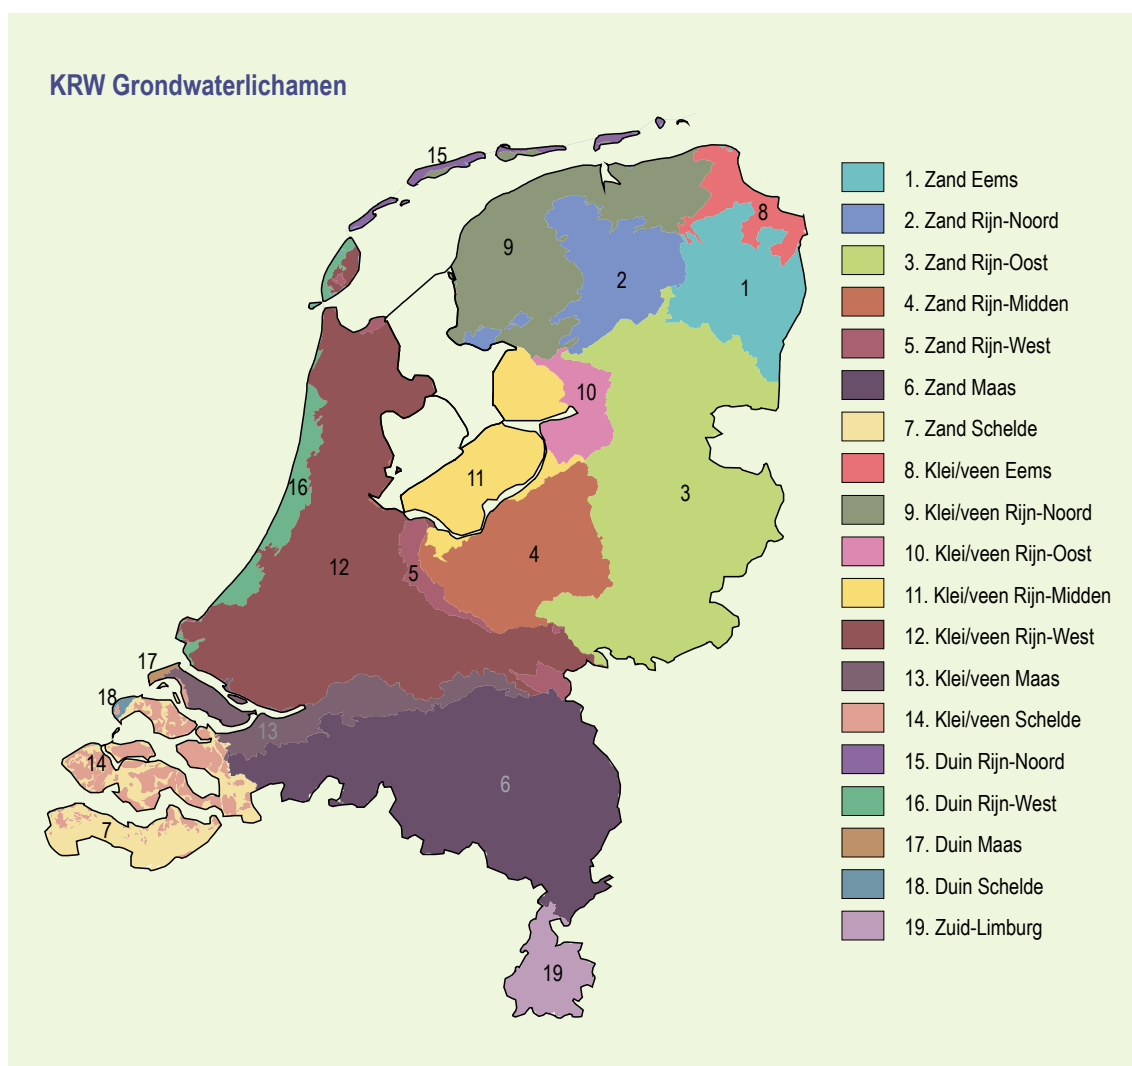 KRW Grondwaterlichamen
15
8
9
2
1
10
11
16
3
4
12
5
17
18
13
14
6
7
19
1. Zand Eems
2. Zand Rijn-Noord
3. Zand Rijn-Oost
4. Zand Rijn-Midden
5. Zand Rijn-West
6. Zand Maas
7. Zand Schelde
8. Klei/veen Eems
9. Klei/veen Rijn-Noord
10. Klei/veen Rijn-Oost
11. Klei/veen Rijn-Midden
12. Klei/veen Rijn-West
13. Klei/veen Maas
14. Klei/veen Schelde
15. Duin Rijn-Noord
16. Duin Rijn-West
17. Duin Maas
18. Duin Schelde
19. Zuid-Limburg